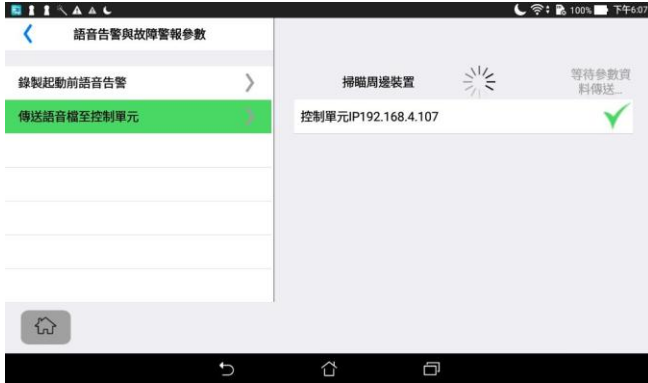 100% 下午6:07
語音告警與故障警報參數
錄製起動前語音告警
傳送語音檔至控制單元
掃瞄周邊裝置
等待參數資
料傳送...
控制單元IP192.168.4.107